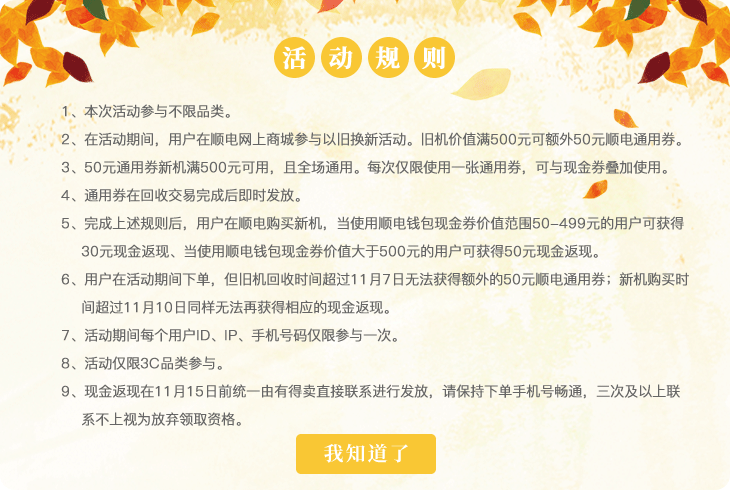 活动规则
1、本次活动参与不限品类。
2、在活动期间，用户在顺电网上商城参与以旧换新活动。旧机价值满500元可额外50元顺电通用券。
3、50元通用券新机满500元可用，且全场通用。每次仅限使用一张通用券，可与现金券叠加使用。
4、通用券在回收交易完成后即时发放。
5、完成上述规则后，用户在顺电购买新机，当使用顺电钱包现金券价值范围50-499元的用户可获得
30元现金返现、当使用顺电钱包现金券价值大于500元的用户可获得50元现金返现。
6、用户在活动期间下单，但旧机回收时间超过11月7日无法获得额外的50元顺电通用券；新机购买时
间超过11月10日同样无法再获得相应的现金返现。
7、活动期间每个用户ID、IP、手机号码仅限参与一次。
8、活动仅限3C品类参与。
9、现金返现在11月15日前统一由有得卖直接联系进行发放，请保持下单手机号畅通，三次及以上联
系不上视为放弃领取资格。
我知道了